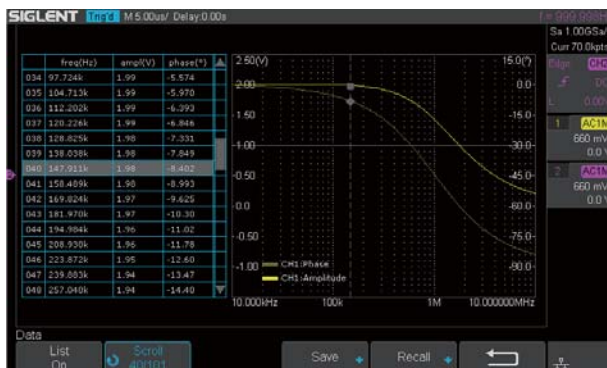 SIGLENT Trig'd M 5.00us/ Delay:0.00s f = 999.998
Sa 1.00GSa/
Curr 70.0kpts
Edge CH2
DC
L 0.00
1 AC1M
660 mV
0.0 V
2 AC1M
660 mV
0.0 V
freq(Hz) ampl(V) phase(°)
034 97.724k 1.99 -5.574
035 104.713k 1.99 -5.970
036 112.202k 1.99 -6.393
037 120.226k 1.99 -6.846
038 128.825k 1.98 -7.331
039 138.038k 1.98 -7.849
040 147.911k 1.98 -8.402
041 158.489k 1.98 -8.993
042 169.824k 1.97 -9.625
043 181.970k 1.97 -10.30
044 194.984k 1.96 -11.02
045 208.930k 1.96 -11.78
046 223.872k 1.95 -12.60
047 239.883k 1.94 -13.47
048 257.040k 1.94 -14.40
2.50(V) 15.0(°)
2.00 0.0
1.50 -15.0
1.00 -30.0
0.50 -45.0
0.0 -60.0
-0.50 -75.0
-1.00 -90.0
CH1:Phase
CH1:Amplitude
10.000kHz 100k 1M 10.000000MHz
Data
List On
Scroll 40/101
Save
Recall